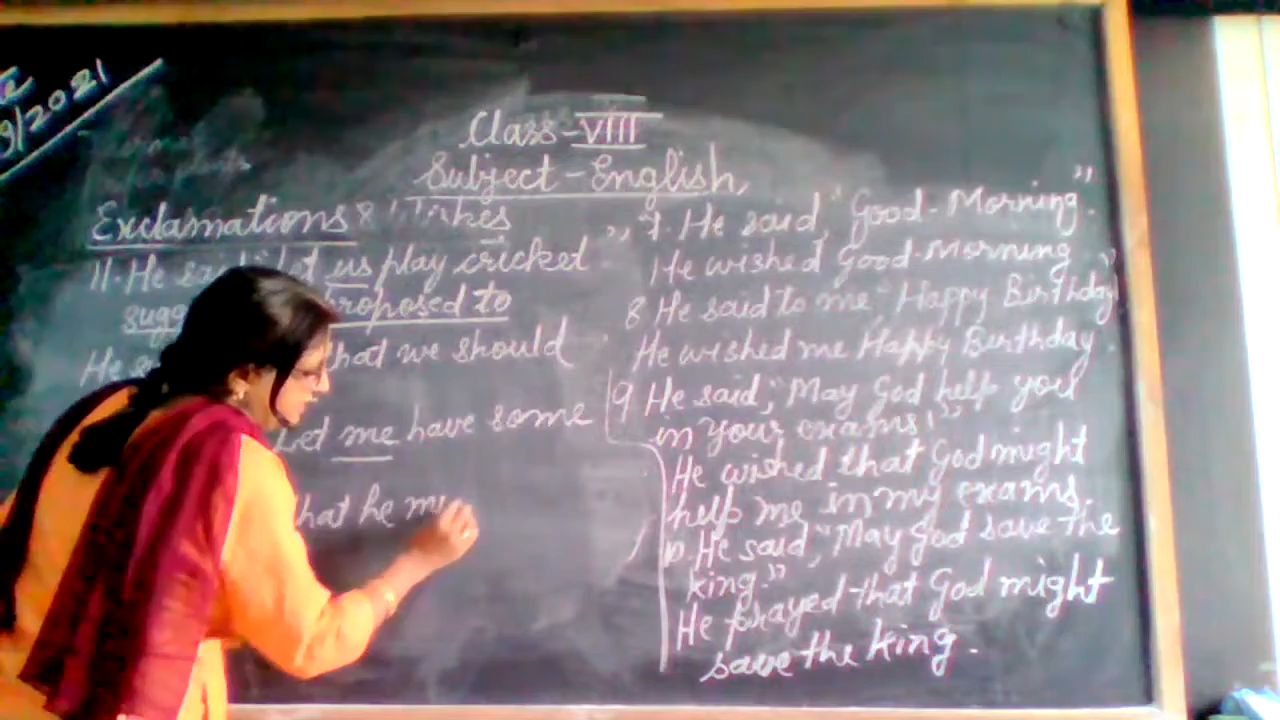 9/2021
Class-VIII
Subject-English
Exclamations & Wishes
11. He said "Let us play cricket"
sugg proposed to
He s that we should
Let me have some
that he mig
7. He said, "Good-Morning."
He wished Good-Morning
8 He said to me "Happy Birthday"
He wished me Happy Birthday.
9 He said, "May God help you
in your exams!"
He wished that God might
help me in my exams.
10. He said, "May God save the
king."
He prayed that God might
save the king.